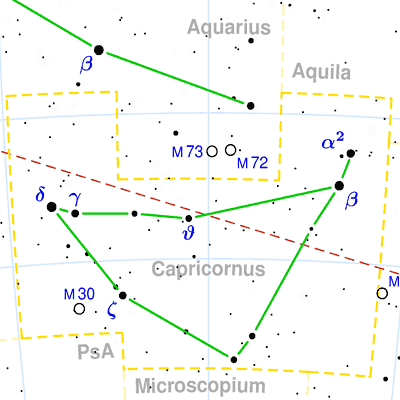 Aquarius
β
Aquila
α²
M 73
M 72
δ
γ
β
ϑ
Capricornus
M 30
ζ
M
PsA
Microscopium